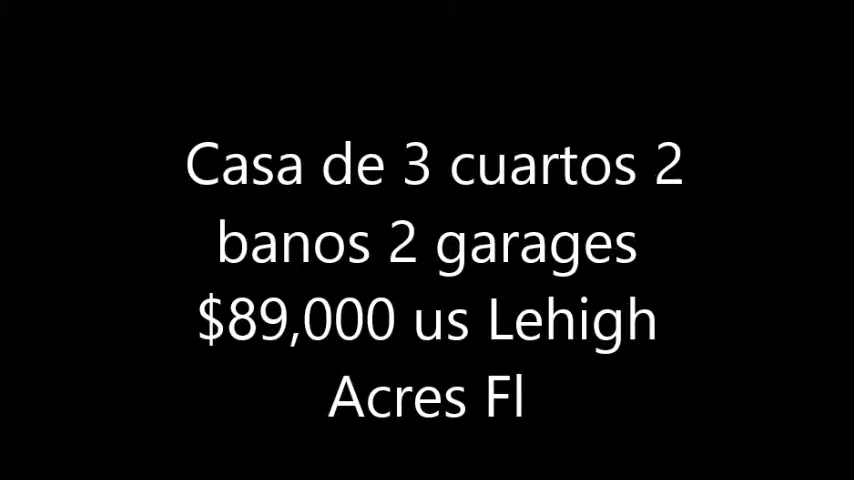 Casa de 3 cuartos 2
banos 2 garages
$89,000 us Lehigh
Acres Fl